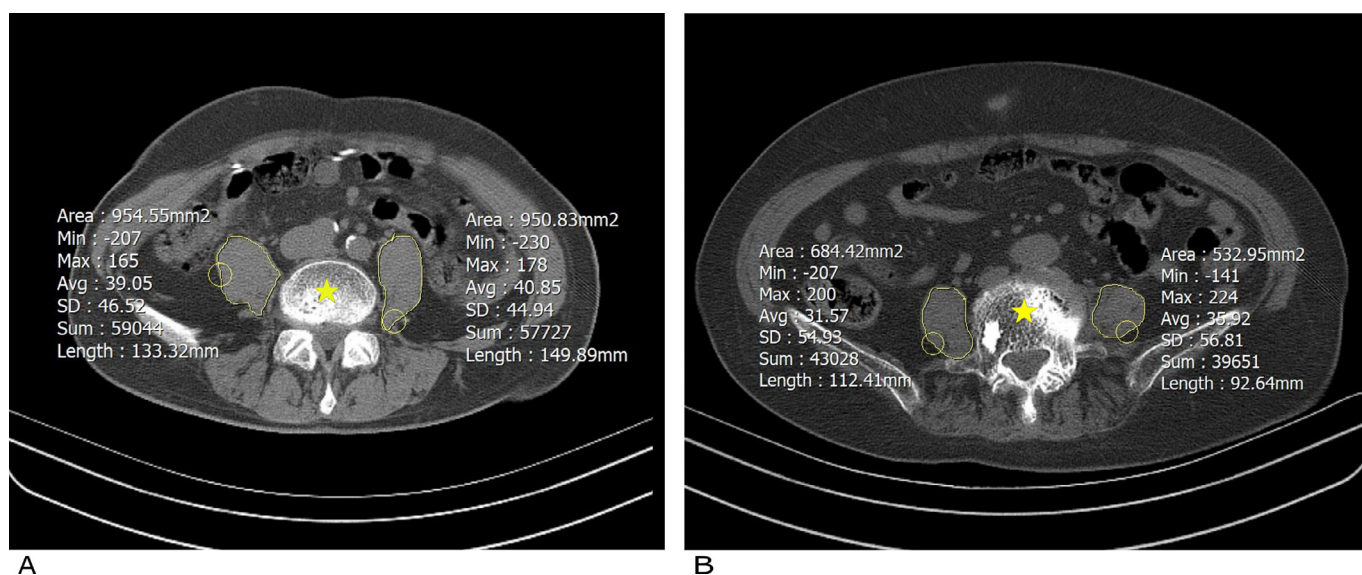 Area : 954.55mm2
Min : -207
Max : 165
Avg : 39.05
SD : 46.52
Sum : 59044
Length : 133.32mm
Area : 950.83mm2
Min : -230
Max : 178
Avg : 40.85
SD : 44.94
Sum : 57727
Length : 149.89mm
Area : 684.42mm2
Min : -207
Max : 200
Avg : 31.57
SD : 54.93
Sum : 43028
Length : 112.41mm
Area : 532.95mm2
Min : -141
Max : 224
Avg : 35.92
SD : 56.81
Sum : 39651
Length : 92.64mm
A
B